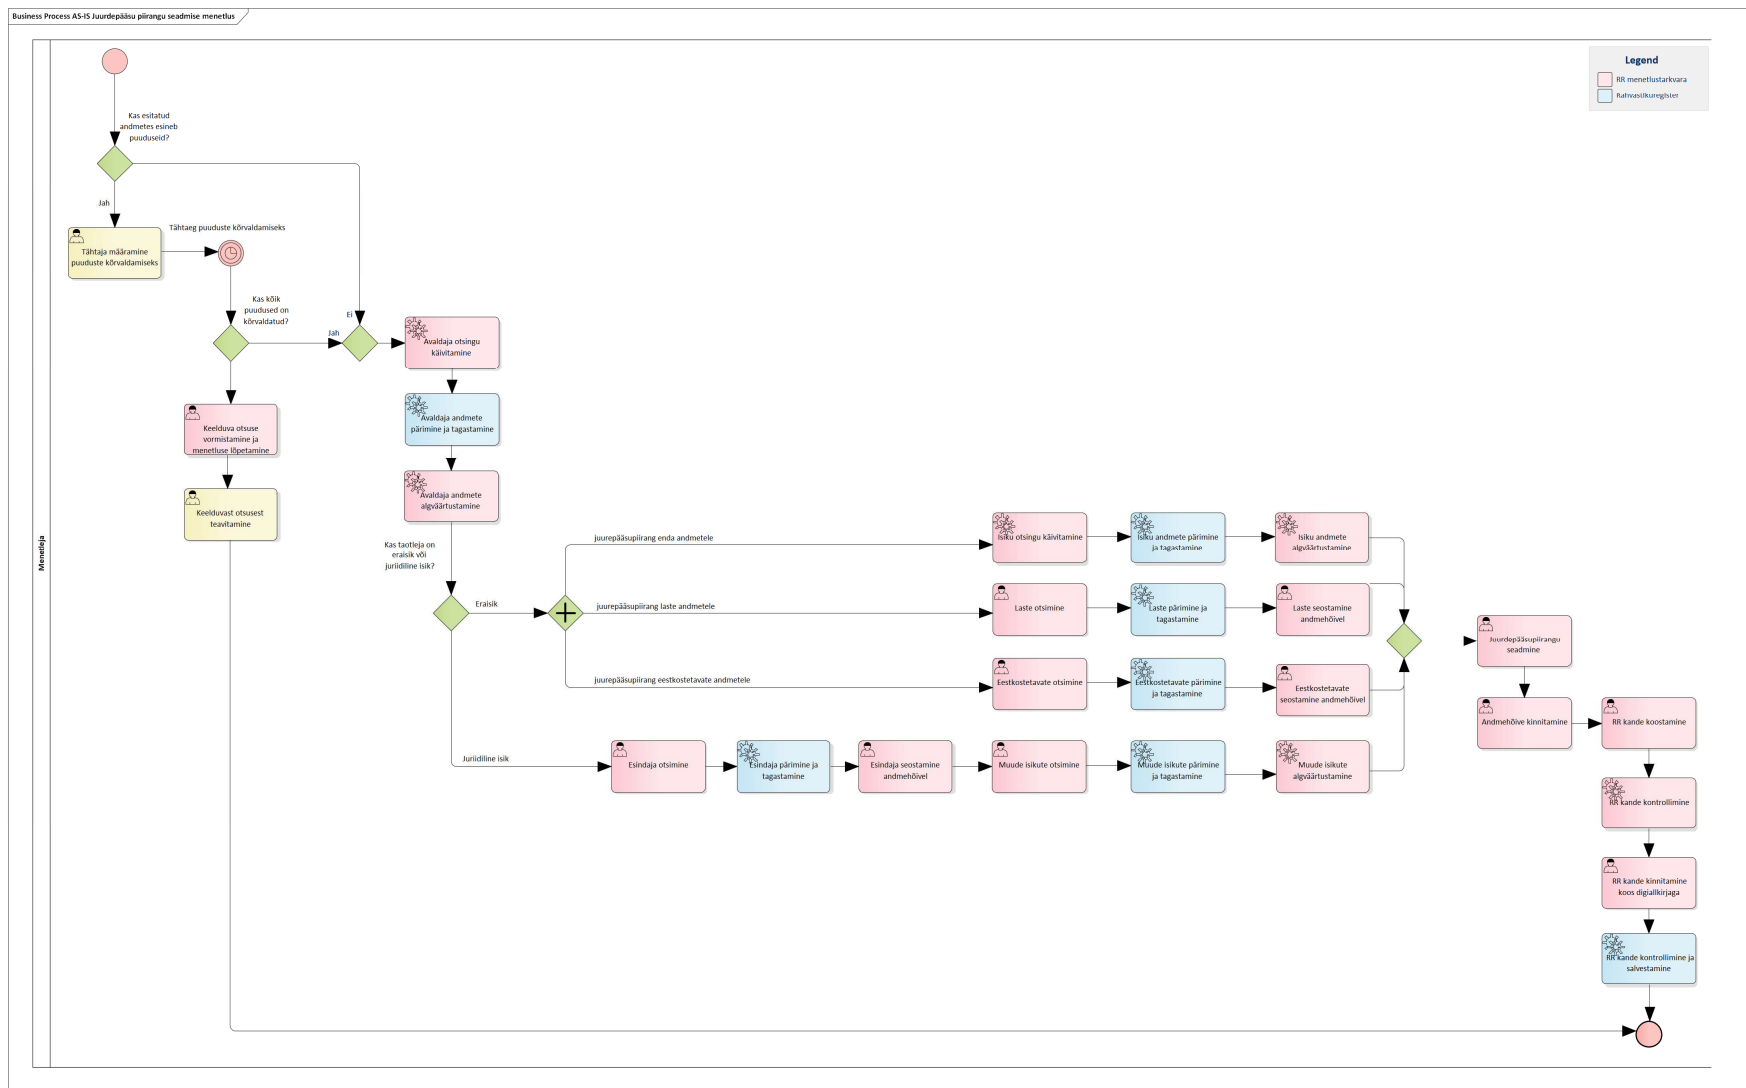 Business Process AS-IS Juurdepääsu piirangu seadmise menetlus
Legend
RR menetlustarkvara
Rahvastikuregister
Menetleja
Kas esitatud
andmetes esineb
puuduseid?
Jah
Tähtaja määramine
puuduste kõrvaldamiseks
Tähtaeg puuduste kõrvaldamiseks
Kas kõik
puudused on
kõrvaldatud?
Jah
Ei
Keelduva otsuse
vormistamine ja
menetluse lõpetamine
Keelduvast otsusest
teavitamine
Avaldaja otsingu
käivitamine
Avaldaja andmete
pärimine ja tagastamine
Avaldaja andmete
algväärtustamine
Kas taotleja on
eraisik või
juriidiline isik?
Eraisik
Juriidiline isik
juurepääsupiirang enda andmetele
Isiku otsingu käivitamine
Isiku andmete pärimine
ja tagastamine
Isiku andmete
algväärtustamine
juurepääsupiirang laste andmetele
Laste otsimine
Laste pärimine ja
tagastamine
Laste seostamine
andmehõivel
juurepääsupiirang eestkostetavate andmetele
Eestkostetavate otsimine
Eestkostetavate pärimine
ja tagastamine
Eestkostetavate
seostamine andmehõivel
Esindaja otsimine
Esindaja pärimine ja
tagastamine
Esindaja seostamine
andmehõivel
Muude isikute otsimine
Muude isikute pärimine
ja tagastamine
Muude isikute
algväärtustamine
Juurdepääsupiirangu
seadmine
Andmehõive kinnitamine
RR kande koostamine
RR kande kontrollimine
RR kande kinnitamine
koos digiallkirjaga
RR kande kontrollimine ja
salvestamine